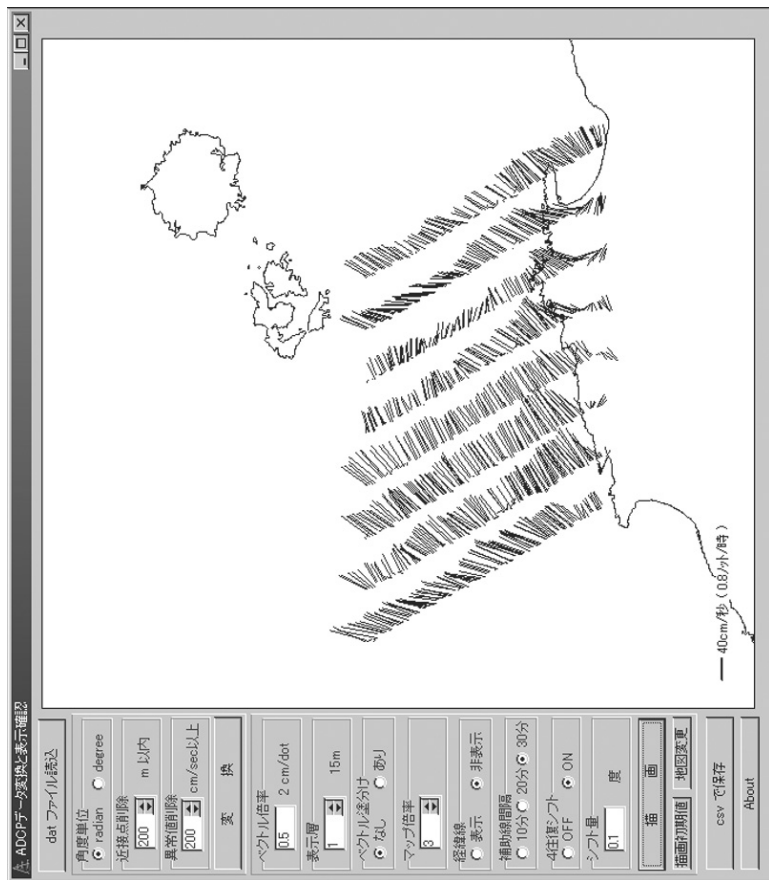 ADCPデータ変換と表示確認
dat ファイル読込
角度単位
radian degree
近接点削除
200 m 以内
異常値削除
200 cm/sec以上
変 換
ベクトル倍率
0.5 2 cm/dot
表示層
1 15m
ベクトル塗分け
なし あり
マップ倍率
3
経緯線
表示 非表示
補助線間隔
10分 20分 30分
4往復シフト
OFF ON
シフト量
0.1 度
描 画
描画初期値 地図変更
csv で保存
About
40cm/秒 ( 0.8ノット/時 )